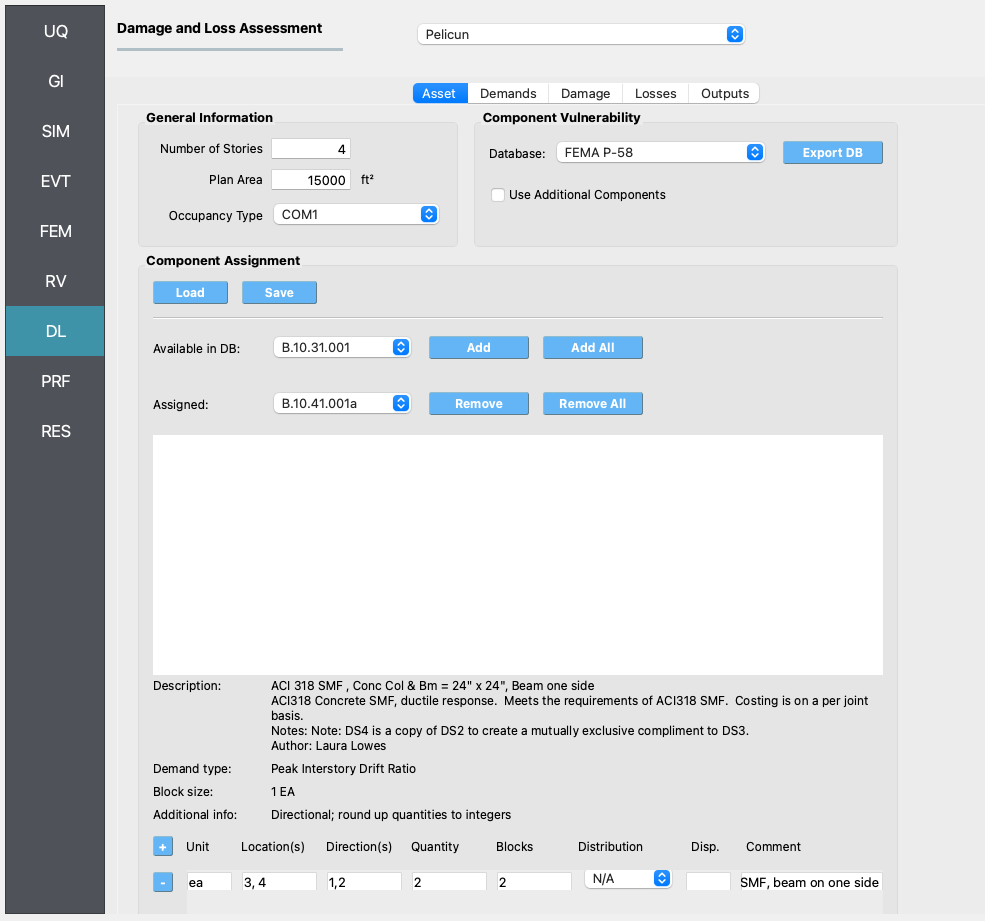 UQ
GI
SIM
EVT
FEM
RV
DL
PRF
RES
Damage and Loss Assessment
Pelicun
Asset Demands Damage Losses Outputs
General Information
Number of Stories 4
Plan Area 15000 ft²
Occupancy Type COM1
Component Vulnerability
Database: FEMA P-58 Export DB
Use Additional Components
Component Assignment
Load Save
Available in DB: B.10.31.001 Add Add All
Assigned: B.10.41.001a Remove Remove All
Description: ACI 318 SMF , Conc Col & Bm = 24" x 24", Beam one side
ACI318 Concrete SMF, ductile response. Meets the requirements of ACI318 SMF. Costing is on a per joint
basis.
Notes: Note: DS4 is a copy of DS2 to create a mutually exclusive compliment to DS3.
Author: Laura Lowes
Demand type: Peak Interstory Drift Ratio
Block size: 1 EA
Additional info: Directional; round up quantities to integers
+ Unit Location(s) Direction(s) Quantity Blocks Distribution Disp. Comment
- ea 3, 4 1,2 2 2 N/A SMF, beam on one side